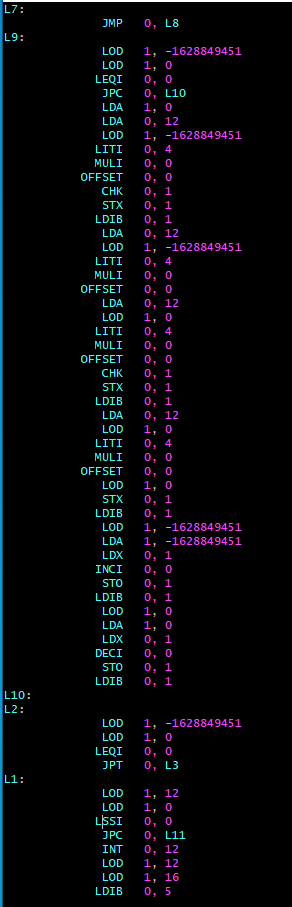 L7:
JMP 0, L8
L9:
LOD 1, -1628849451
LOD 1, 0
LEQI 0, 0
JPC 0, L10
LDA 1, 0
LDA 0, 12
LOD 1, -1628849451
LITI 0, 4
MULI 0, 0
OFFSET 0, 0
CHK 0, 1
STX 0, 1
LDIB 0, 1
LDA 0, 12
LOD 1, -1628849451
LITI 0, 4
MULI 0, 0
OFFSET 0, 0
LDA 0, 12
LOD 1, 0
LITI 0, 4
MULI 0, 0
OFFSET 0, 0
CHK 0, 1
STX 0, 1
LDIB 0, 1
LDA 0, 12
LOD 1, 0
LITI 0, 4
MULI 0, 0
OFFSET 0, 0
LOD 1, 0
STX 0, 1
LDIB 0, 1
LOD 1, -1628849451
LDA 1, -1628849451
LDX 0, 1
INCI 0, 0
STO 0, 1
LDIB 0, 1
LOD 1, 0
LDA 1, 0
LDX 0, 1
DECI 0, 0
STO 0, 1
LDIB 0, 1
L10:
L2:
LOD 1, -1628849451
LOD 1, 0
LEQI 0, 0
JPT 0, L3
L1:
LOD 1, 12
LOD 1, 0
LSSI 0, 0
JPC 0, L11
INT 0, 12
LOD 1, 12
LOD 1, 16
LDIB 0, 5